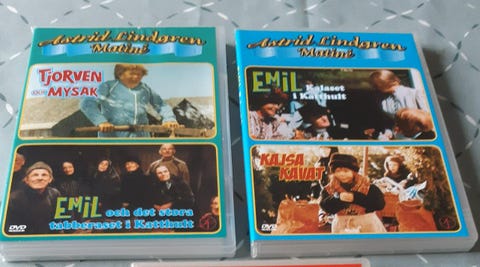 Astrid Lindgren
Matiné
TJORVEN
och MYSAK
EMIL och det stora
tabberaset i Katthult
DVD
Astrid Lindgren
Matiné
EMIL Kalaset
i Katthult
KAJSA
KAVAT
DVD